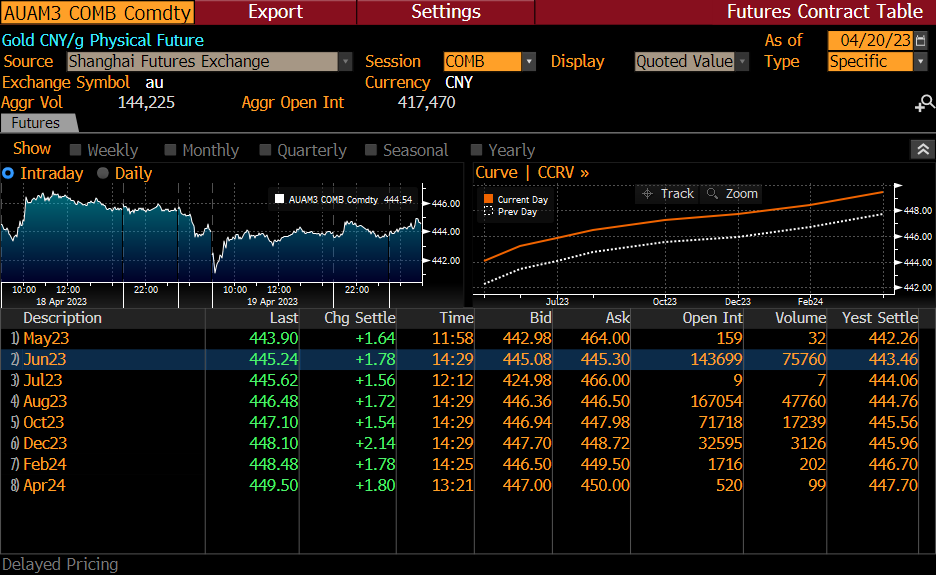 AUAM3 COMB Comdty Export Settings Futures Contract Table
Gold CNY/g Physical Future As of 04/20/23
Source Shanghai Futures Exchange Session COMB Display Quoted Value Type Specific
Exchange Symbol au Currency CNY
Aggr Vol 144,225 Aggr Open Int 417,470
Futures
Show Weekly Monthly Quarterly Seasonal Yearly
Intraday Daily
AUAM3 COMB Comdty 444.54
446.00
444.00
442.00
10:00 12:00 22:00 10:00 12:00 22:00
18 Apr 2023 19 Apr 2023
Curve | CCRV »
Current Day Track Zoom
Prev Day
448.00
446.00
444.00
442.00
Jul23 Oct23 Dec23 Feb24
Description Last Chg Settle Time Bid Ask Open Int Volume Yest Settle
1) May23 443.90 +1.64 11:58 442.98 464.00 159 32 442.26
2) Jun23 445.24 +1.78 14:29 445.08 445.30 143699 75760 443.46
3) Jul23 445.62 +1.56 12:12 424.98 466.00 9 7 444.06
4) Aug23 446.48 +1.72 14:29 446.36 446.50 167054 47760 444.76
5) Oct23 447.10 +1.54 14:29 446.94 447.98 71718 17239 445.56
6) Dec23 448.10 +2.14 14:29 447.70 448.72 32595 3126 445.96
7) Feb24 448.48 +1.78 14:25 446.50 449.50 1716 202 446.70
8) Apr24 449.50 +1.80 13:21 447.00 450.00 520 99 447.70
Delayed Pricing